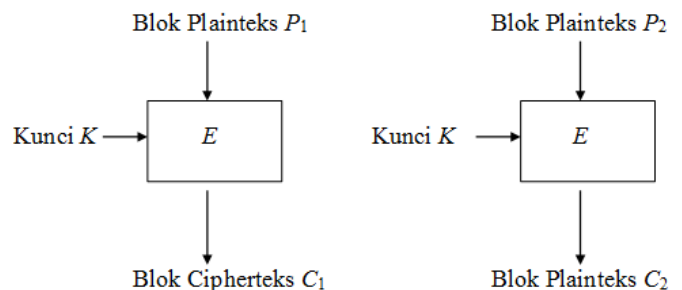 Blok Plainteks P1
Kunci K
E
Blok Cipherteks C1
Blok Plainteks P2
Kunci K
E
Blok Plainteks C2